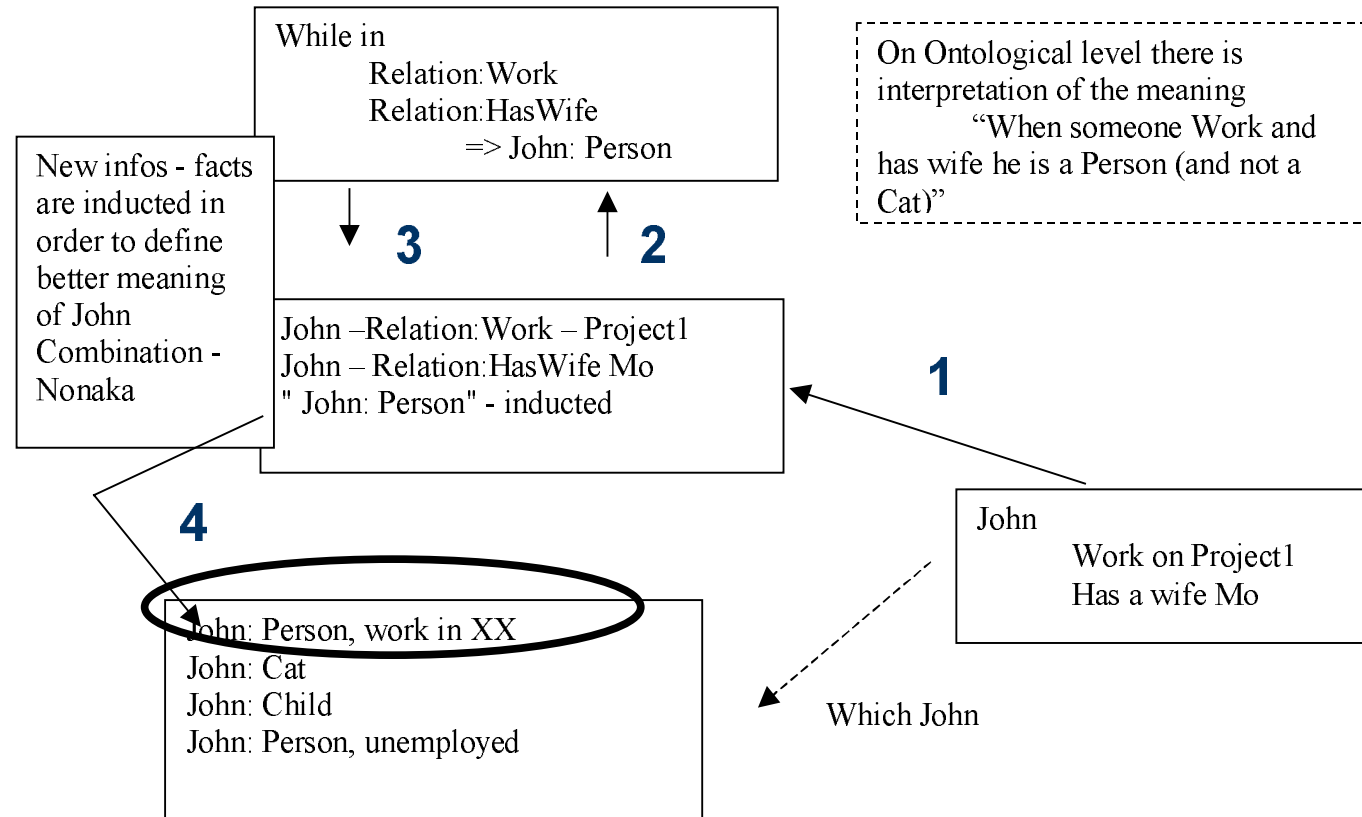 While in
Relation:Work
Relation:HasWife
=> John: Person
On Ontological level there is
interpretation of the meaning
“When someone Work and
has wife he is a Person (and not a
Cat)”
New infos - facts
are inducted in
order to define
better meaning
of John
Combination -
Nonaka
3
2
John –Relation:Work – Project1
John – Relation:HasWife Mo
" John: Person" - inducted
1
4
John
Work on Project1
Has a wife Mo
John: Person, work in XX
John: Cat
John: Child
John: Person, unemployed
Which John